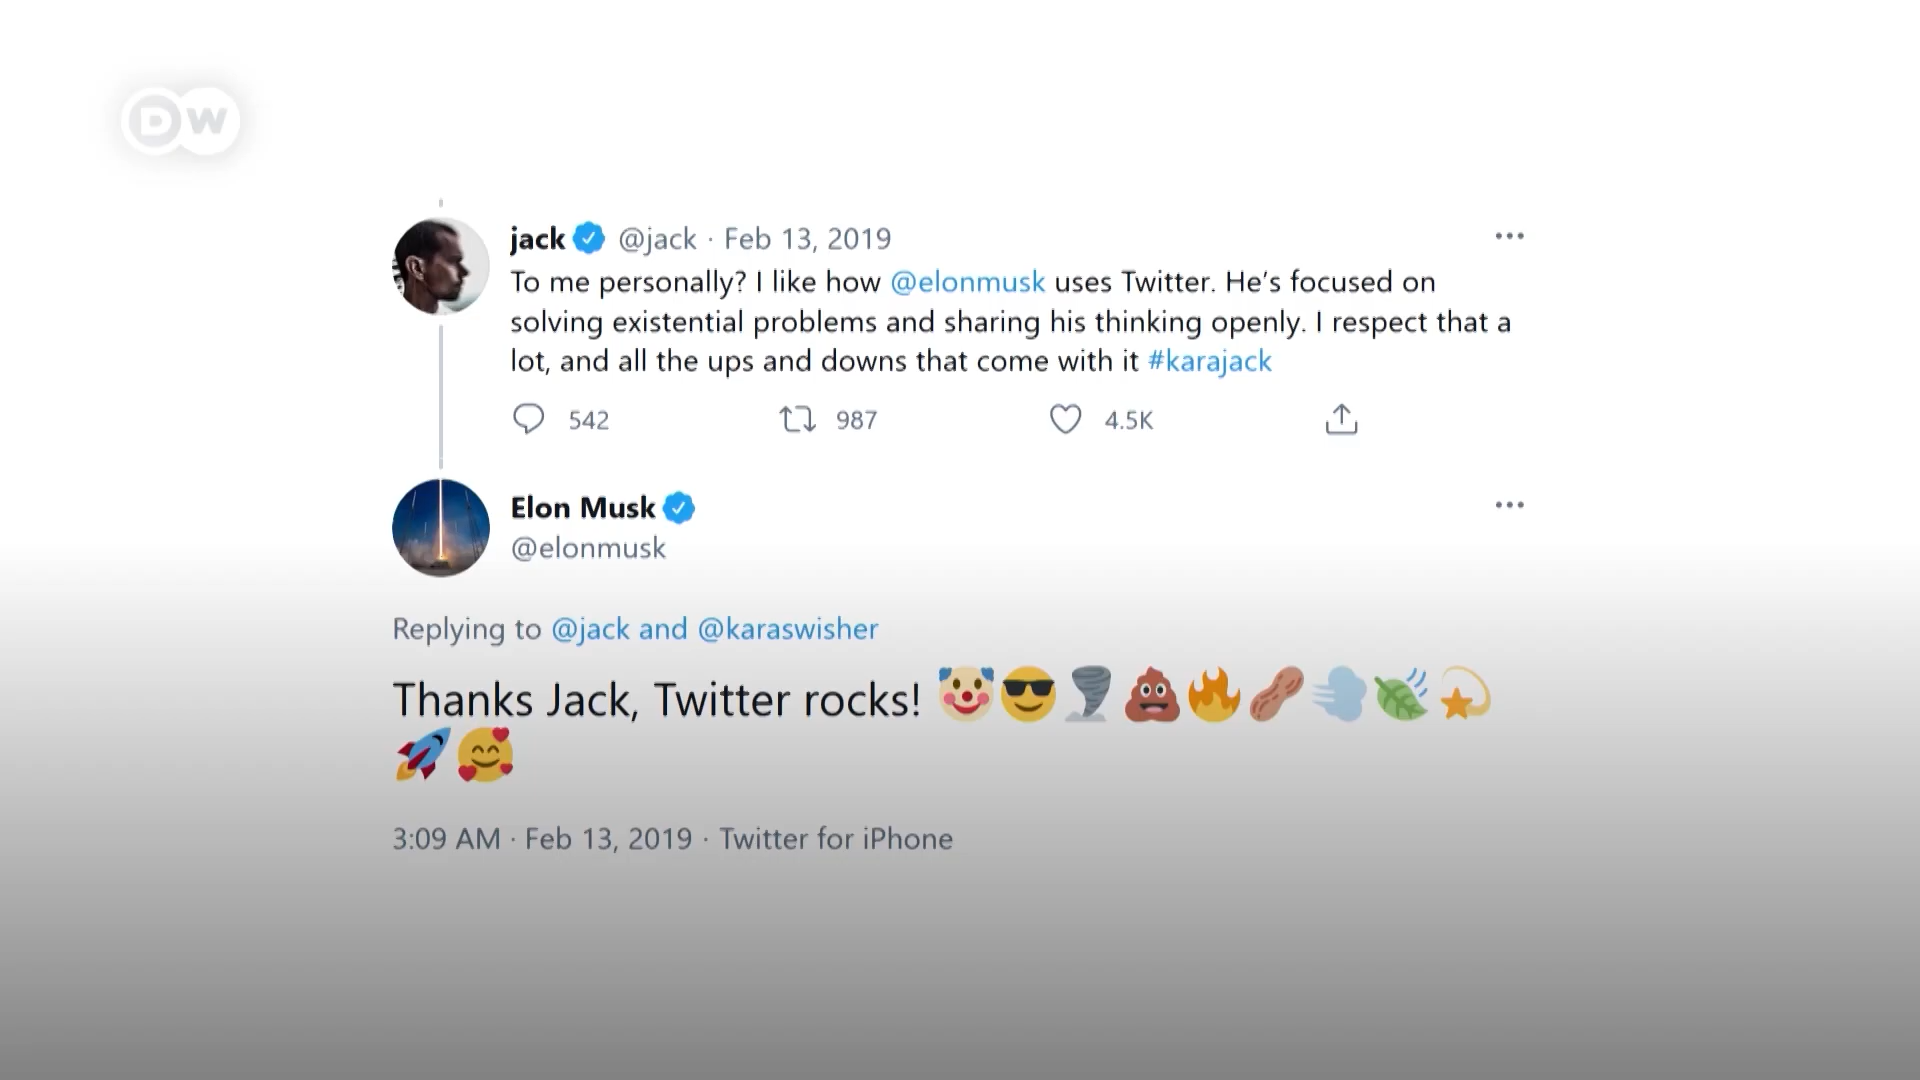 DW
jack @jack · Feb 13, 2019
To me personally? I like how @elonmusk uses Twitter. He’s focused on
solving existential problems and sharing his thinking openly. I respect that a
lot, and all the ups and downs that come with it #karajack
542 987 4.5K
Elon Musk
@elonmusk
Replying to @jack and @karaswisher
Thanks Jack, Twitter rocks! 🤡😎🌪💩🔥🥜💨🍃💫
🚀🥰
3:09 AM · Feb 13, 2019 · Twitter for iPhone